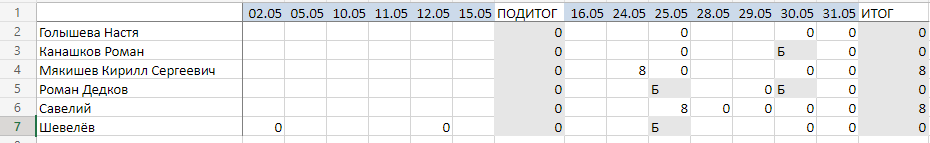 1 02.05 05.05 10.05 11.05 12.05 15.05 ПОДИТОГ 16.05 24.05 25.05 28.05 29.05 30.05 31.05 ИТОГ
2 Голышева Настя 0 0 0 0 0
3 Канашков Роман 0 0 Б 0 0
4 Мякишев Кирилл Сергеевич 0 8 0 0 0 8
5 Роман Дедков 0 Б 0 Б 0 0
6 Савелий 0 8 0 0 0 0 8
7 Шевелёв 0 0 0 Б 0 0 0